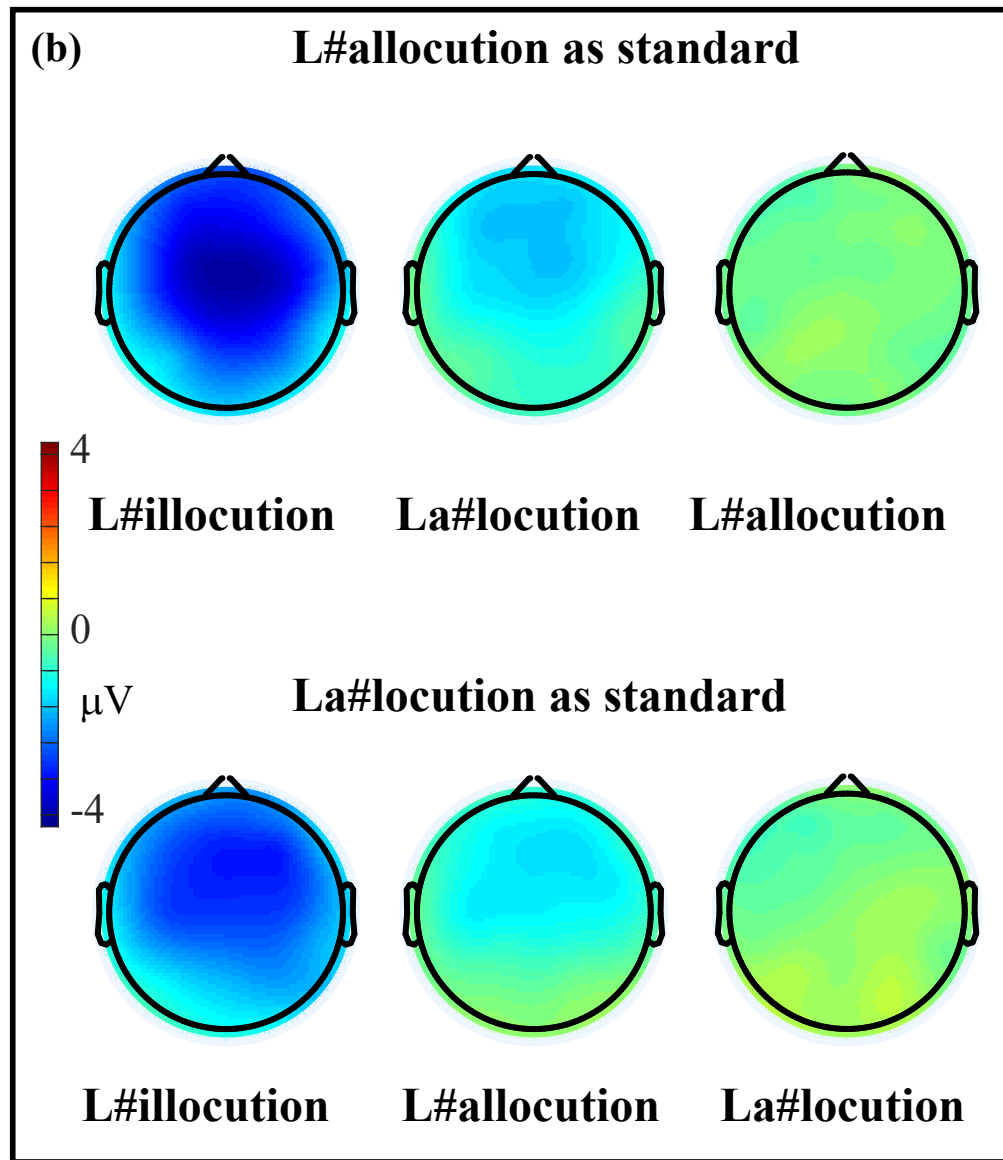 (b) L#allocution as standard
4
L#illocution La#locution L#allocution
0
La#locution as standard
μV
-4
L#illocution L#allocution La#locution